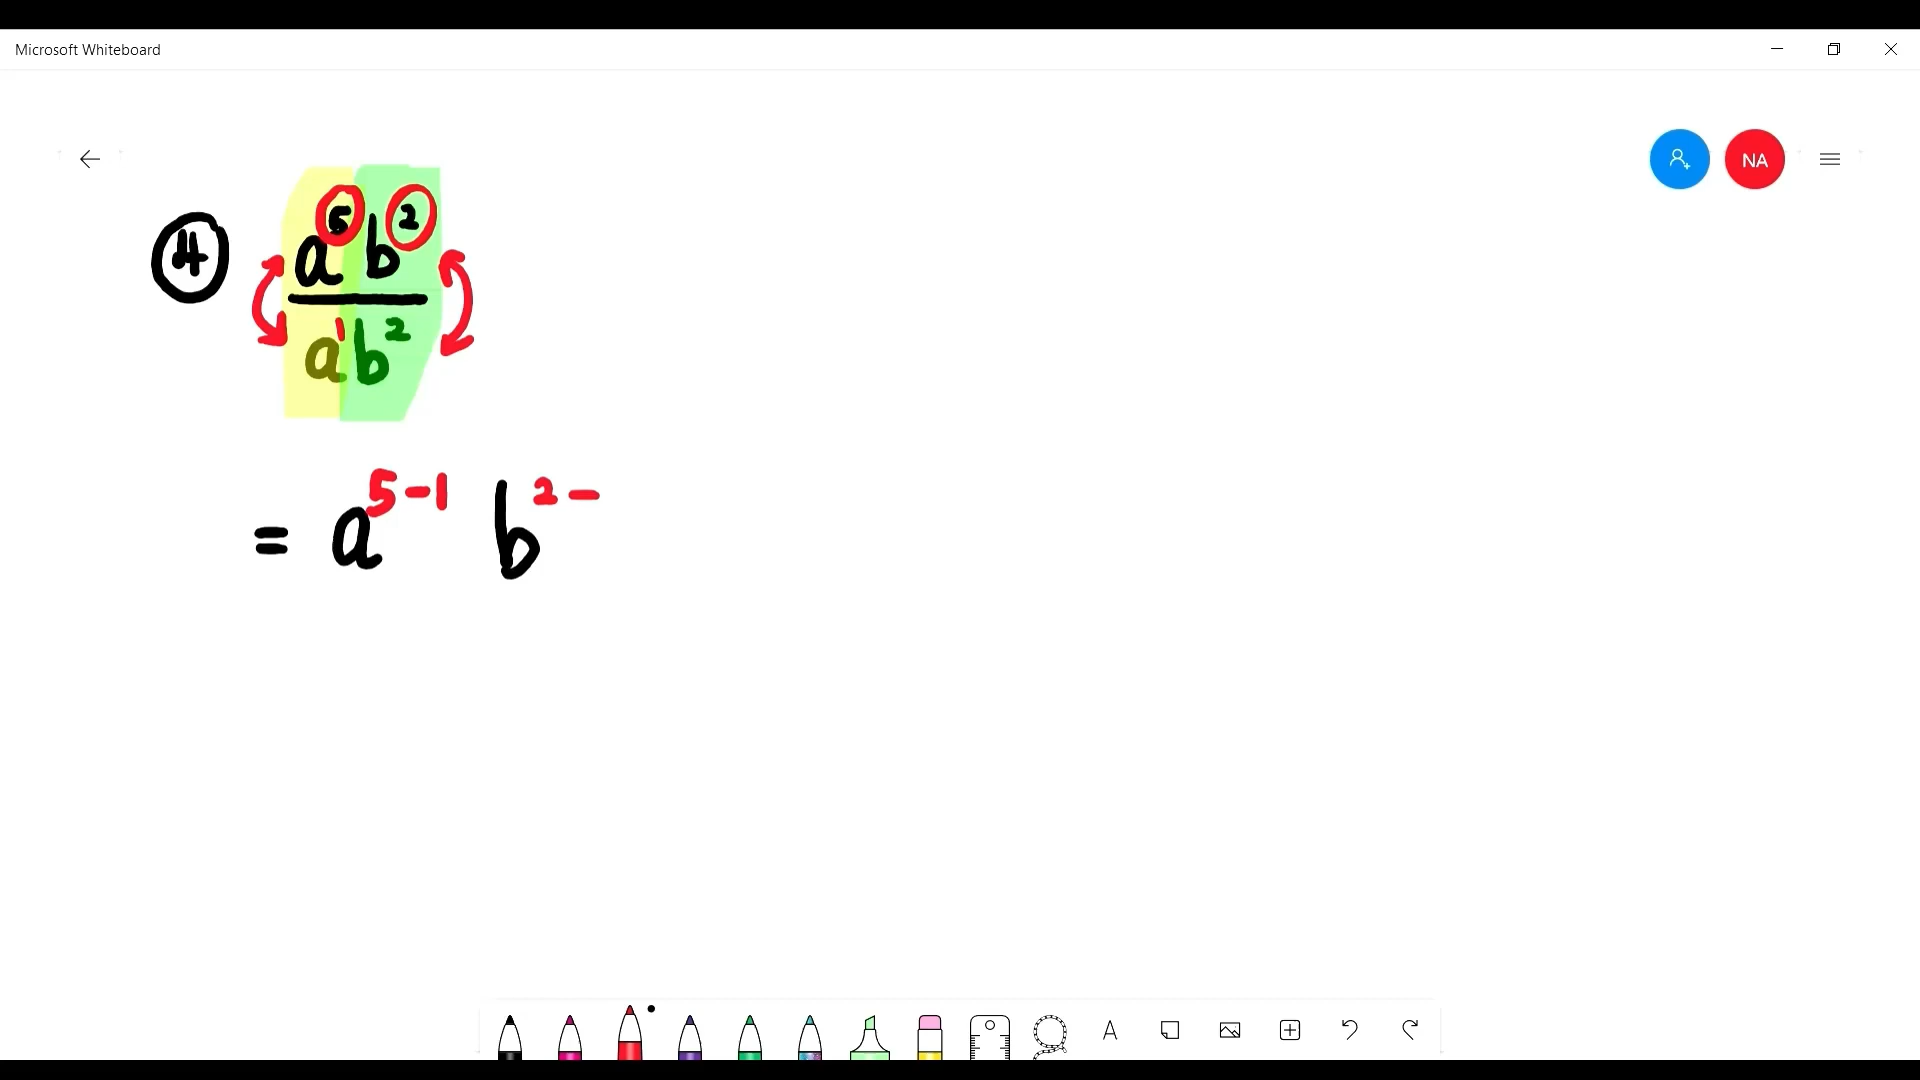 Microsoft Whiteboard
NA
④ a⁵b²
a¹b²
= a⁵⁻¹ b²⁻